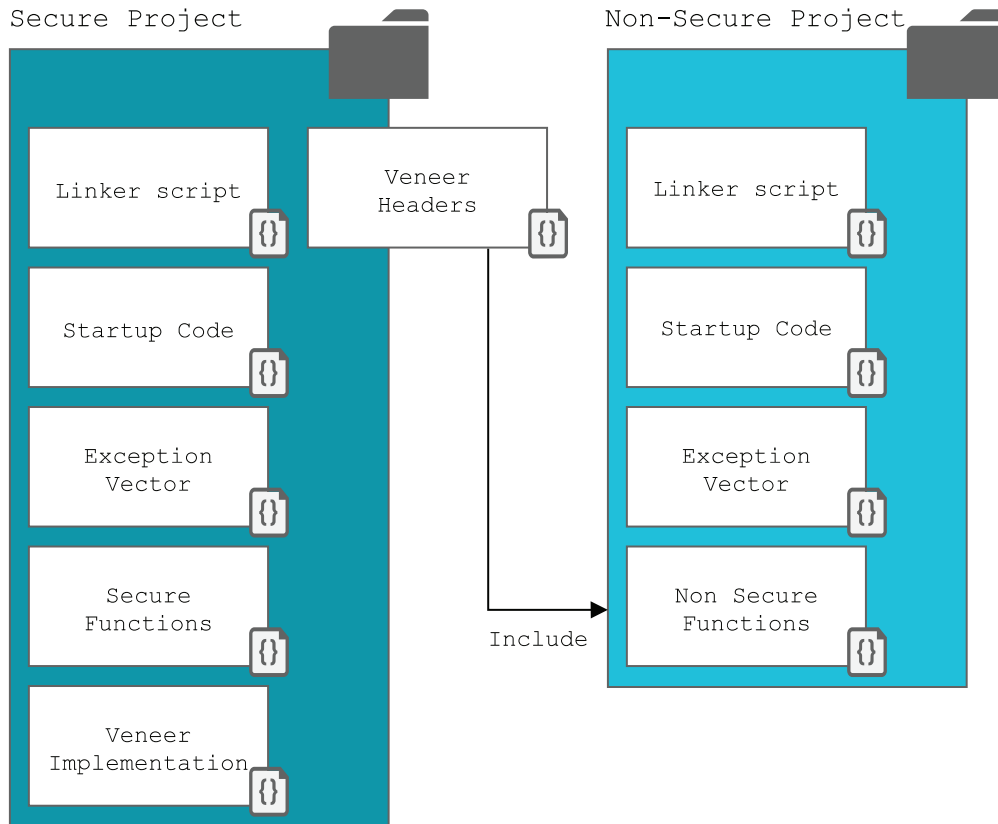 Secure Project
Linker script
{}
Veneer
Headers
{}
Startup Code
{}
Exception
Vector
{}
Secure
Functions
{}
Veneer
Implementation
{}
Include
Non-Secure Project
Linker script
{}
Startup Code
{}
Exception
Vector
{}
Non Secure
Functions
{}